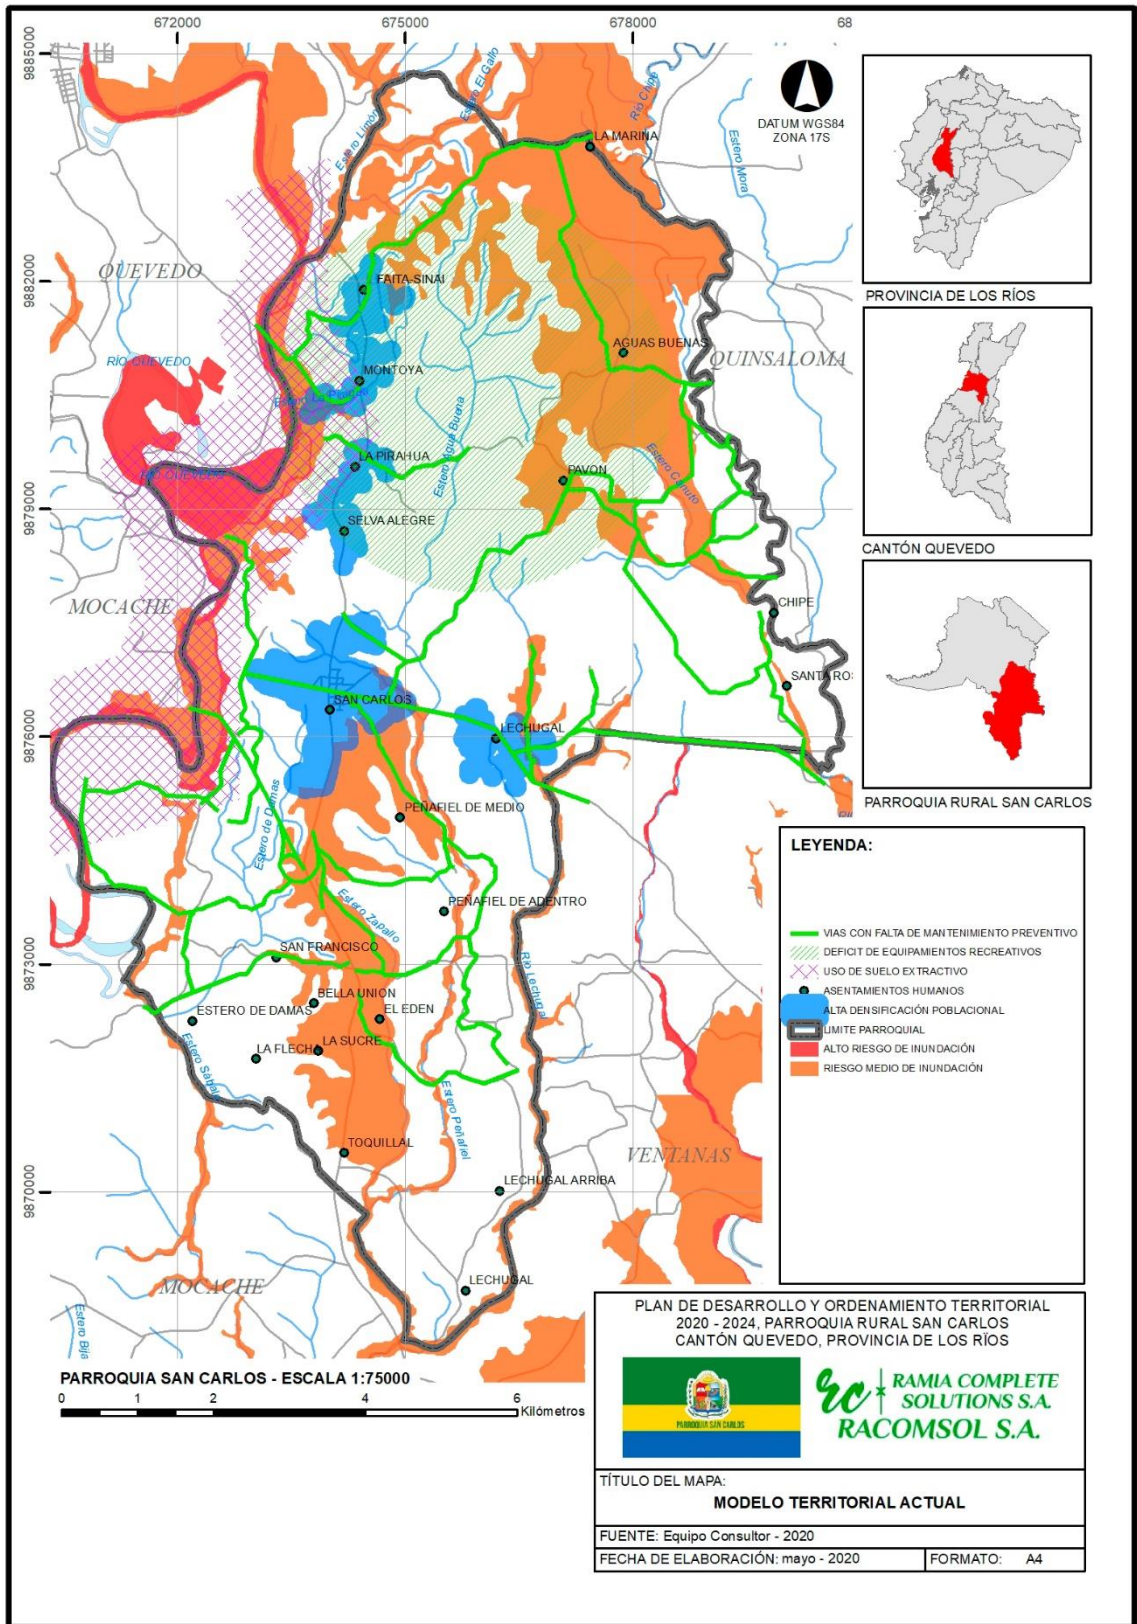 672000
675000
678000
68
9885000
9882000
9879000
9876000
9873000
9870000
DATUM WGS84
ZONA 17S
Estero El Gallo
Estero Limón
Río Chipe
Estero Mora
LA MARINA
QUEVEDO
FAITA-SINAI
RÍO QUEVEDO
MONTOYA
AGUAS BUENAS
QUINSALOMA
Estero La Pirahua
Estero Agua Buena
LA PIRAHUA
PAVON
Estero Canuto
RÍO QUEVEDO
SELVA ALEGRE
MOCACHE
CHIPE
SANTA ROS
SAN CARLOS
LECHUGAL
Estero de Damas
PEÑAFIEL DE MEDIO
PEÑAFIEL DE ADENTRO
Estero Zapallo
SAN FRANCISCO
Río Lechugal
BELLA UNION
ESTERO DE DAMAS
EL EDEN
LA SUCRE
LA FLECHA
Estero Sábalo
Estero Peñafiel
TOQUILLAL
VENTANAS
LECHUGAL ARRIBA
MOCACHE
LECHUGAL
Estero Bija
PARROQUIA SAN CARLOS - ESCALA 1:75000
0 1 2 4 6
Kilómetros
PROVINCIA DE LOS RÍOS
CANTÓN QUEVEDO
PARROQUIA RURAL SAN CARLOS
LEYENDA:
VIAS CON FALTA DE MANTENIMIENTO PREVENTIVO
DEFICIT DE EQUIPAMIENTOS RECREATIVOS
USO DE SUELO EXTRACTIVO
ASENTAMIENTOS HUMANOS
ALTA DENSIFICACIÓN POBLACIONAL
LIMITE PARROQUIAL
ALTO RIESGO DE INUNDACIÓN
RIESGO MEDIO DE INUNDACIÓN
PLAN DE DESARROLLO Y ORDENAMIENTO TERRITORIAL
2020 - 2024, PARROQUIA RURAL SAN CARLOS
CANTÓN QUEVEDO, PROVINCIA DE LOS RÏOS
PARROQUIA SAN CARLOS
rc RAMIA COMPLETE
SOLUTIONS S.A.
RACOMSOL S.A.
TÍTULO DEL MAPA:
MODELO TERRITORIAL ACTUAL
FUENTE: Equipo Consultor - 2020
FECHA DE ELABORACIÓN: mayo - 2020
FORMATO: A4